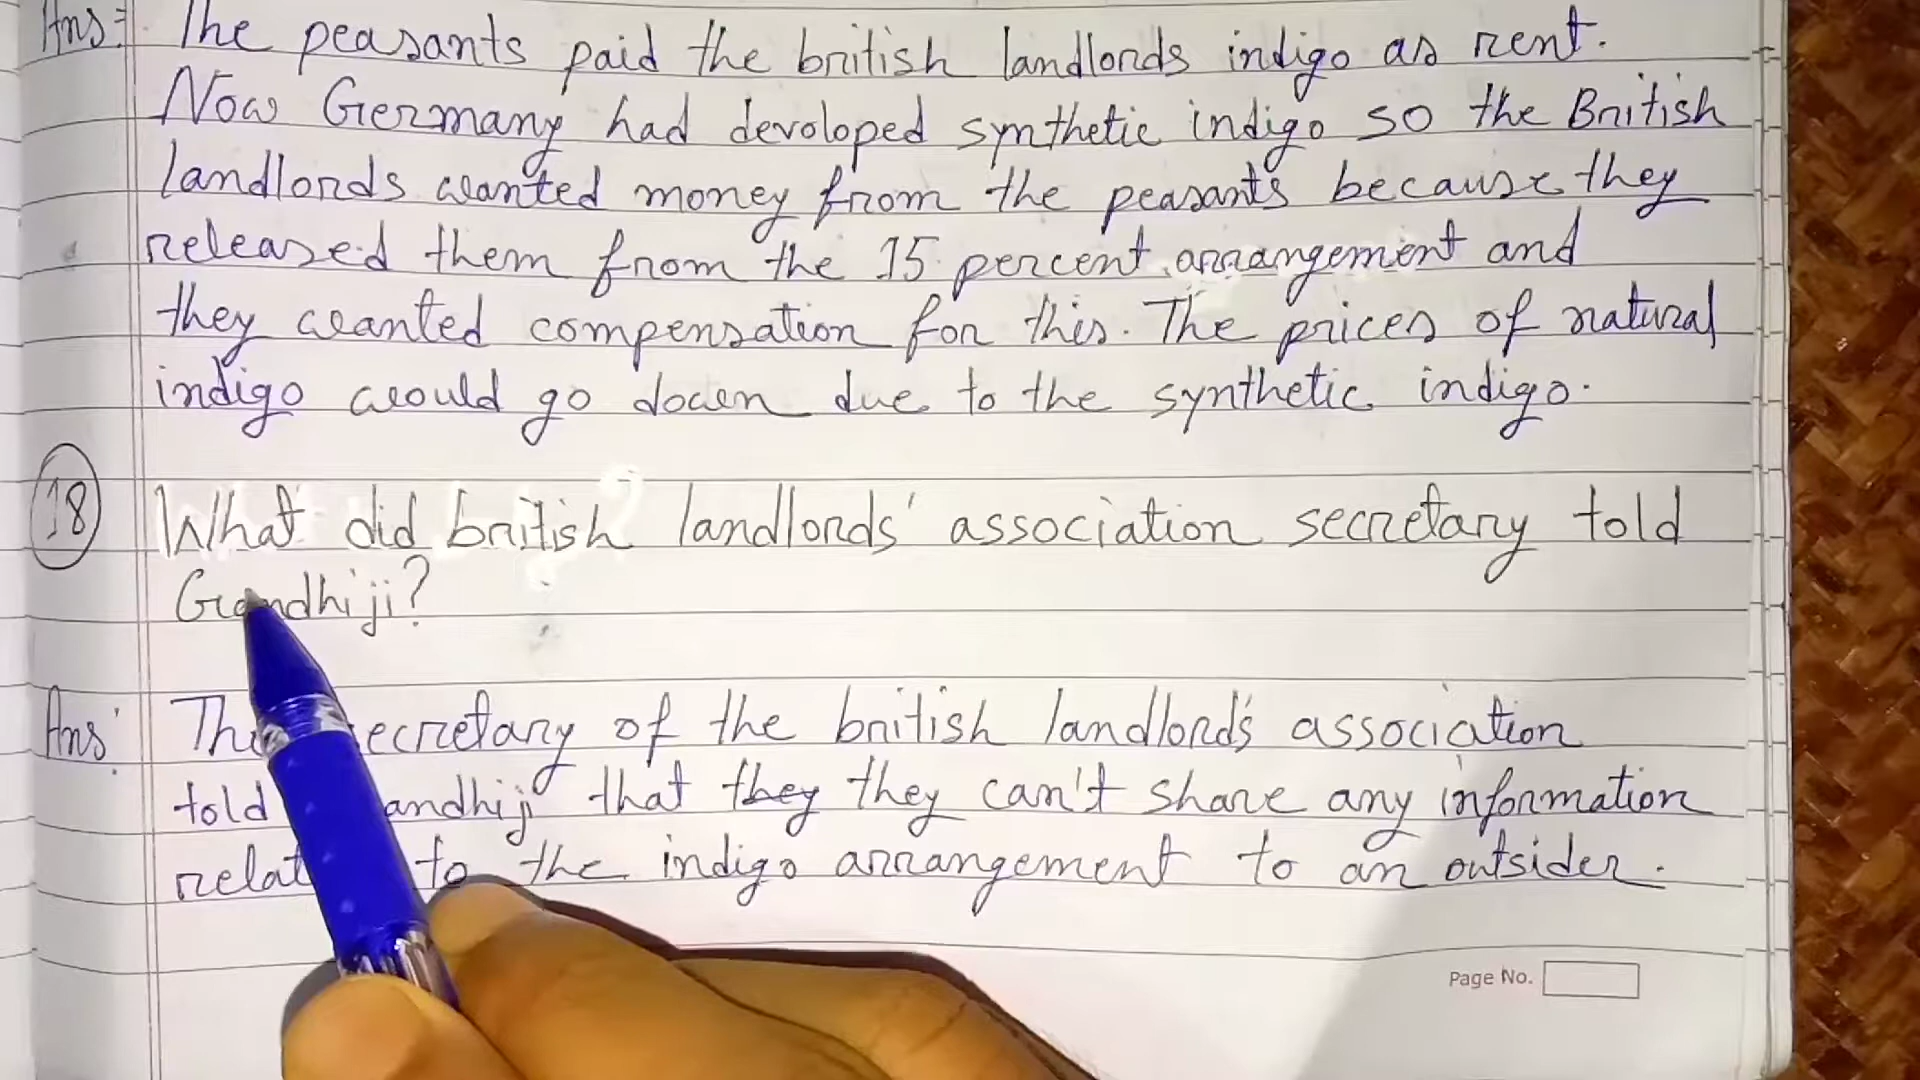 Ans:- The peasants paid the british landlords indigo as rent.
Now Germany had devoloped synthetic indigo so the British
landlords wanted money from the peasants because they
released them from the 15 percent arrangement and
they wanted compensation for this. The prices of natural
indigo would go down due to the synthetic indigo.
18 What did british landlords' association secretary told
Gandhiji?
Ans: The secretary of the british landlord's association
told Gandhiji that they they can't share any information
to the indigo arrangement to an outsider.
Page No.